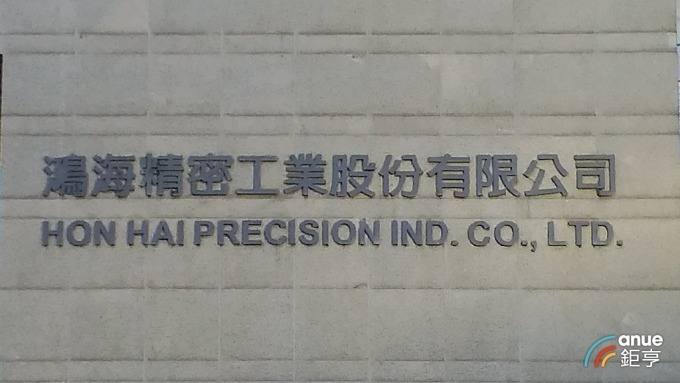 鴻海精密工業股份有限公司
HON HAI PRECISION IND. CO., LTD.
anue
鉅亨